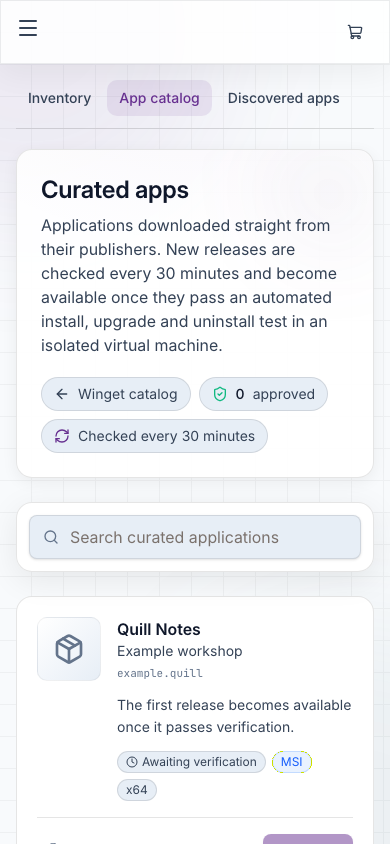 Inventory App catalog Discovered apps
Curated apps
Applications downloaded straight from
their publishers. New releases are
checked every 30 minutes and become
available once they pass an automated
install, upgrade and uninstall test in an
isolated virtual machine.
Winget catalog 0 approved
Checked every 30 minutes
Search curated applications
Quill Notes
Example workshop
example.quill
The first release becomes available
once it passes verification.
Awaiting verification MSI
x64